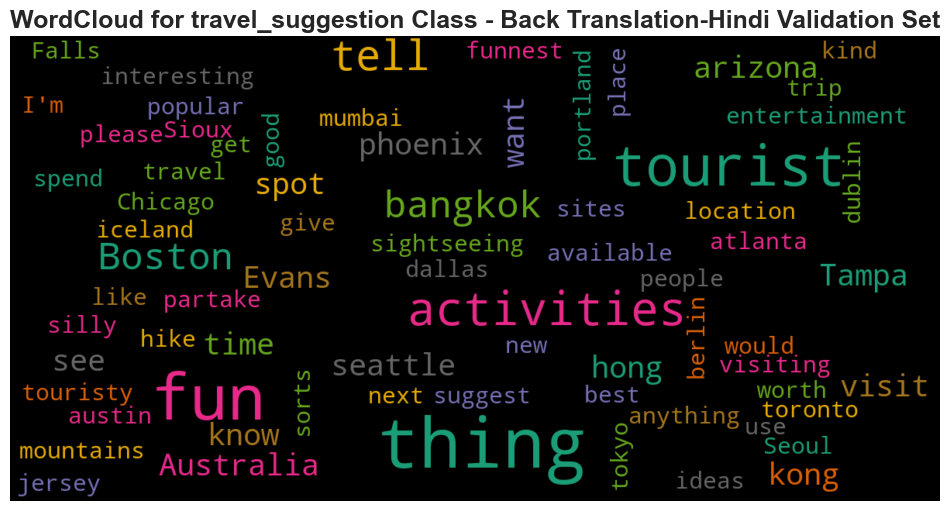 WordCloud for travel_suggestion Class - Back Translation-Hindi Validation Set
Falls
tell
funnest
kind
interesting
arizona
place
portland
trip
I'm
popular
mumbai
want
entertainment
please
Sioux
get
good
phoenix
tourist
spend
travel
spot
dublin
Chicago
bangkok
sites
location
iceland
give
sightseeing
available
atlanta
Boston
Evans
dallas
people
Tampa
like
partake
activities
berlin
silly
hike
time
new
would
see
seattle
hong
visiting
touristy
fun
sorts
next
suggest
best
worth
visit
austin
know
thing
anything
toronto
use
mountains
Australia
tokyo
Seoul
jersey
ideas
kong